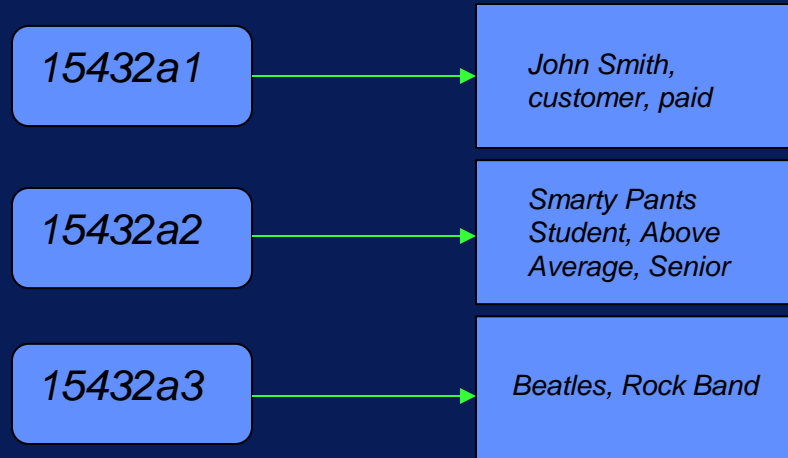 15432a1
John Smith,
customer, paid
15432a2
Smarty Pants
Student, Above
Average, Senior
15432a3
Beatles, Rock Band